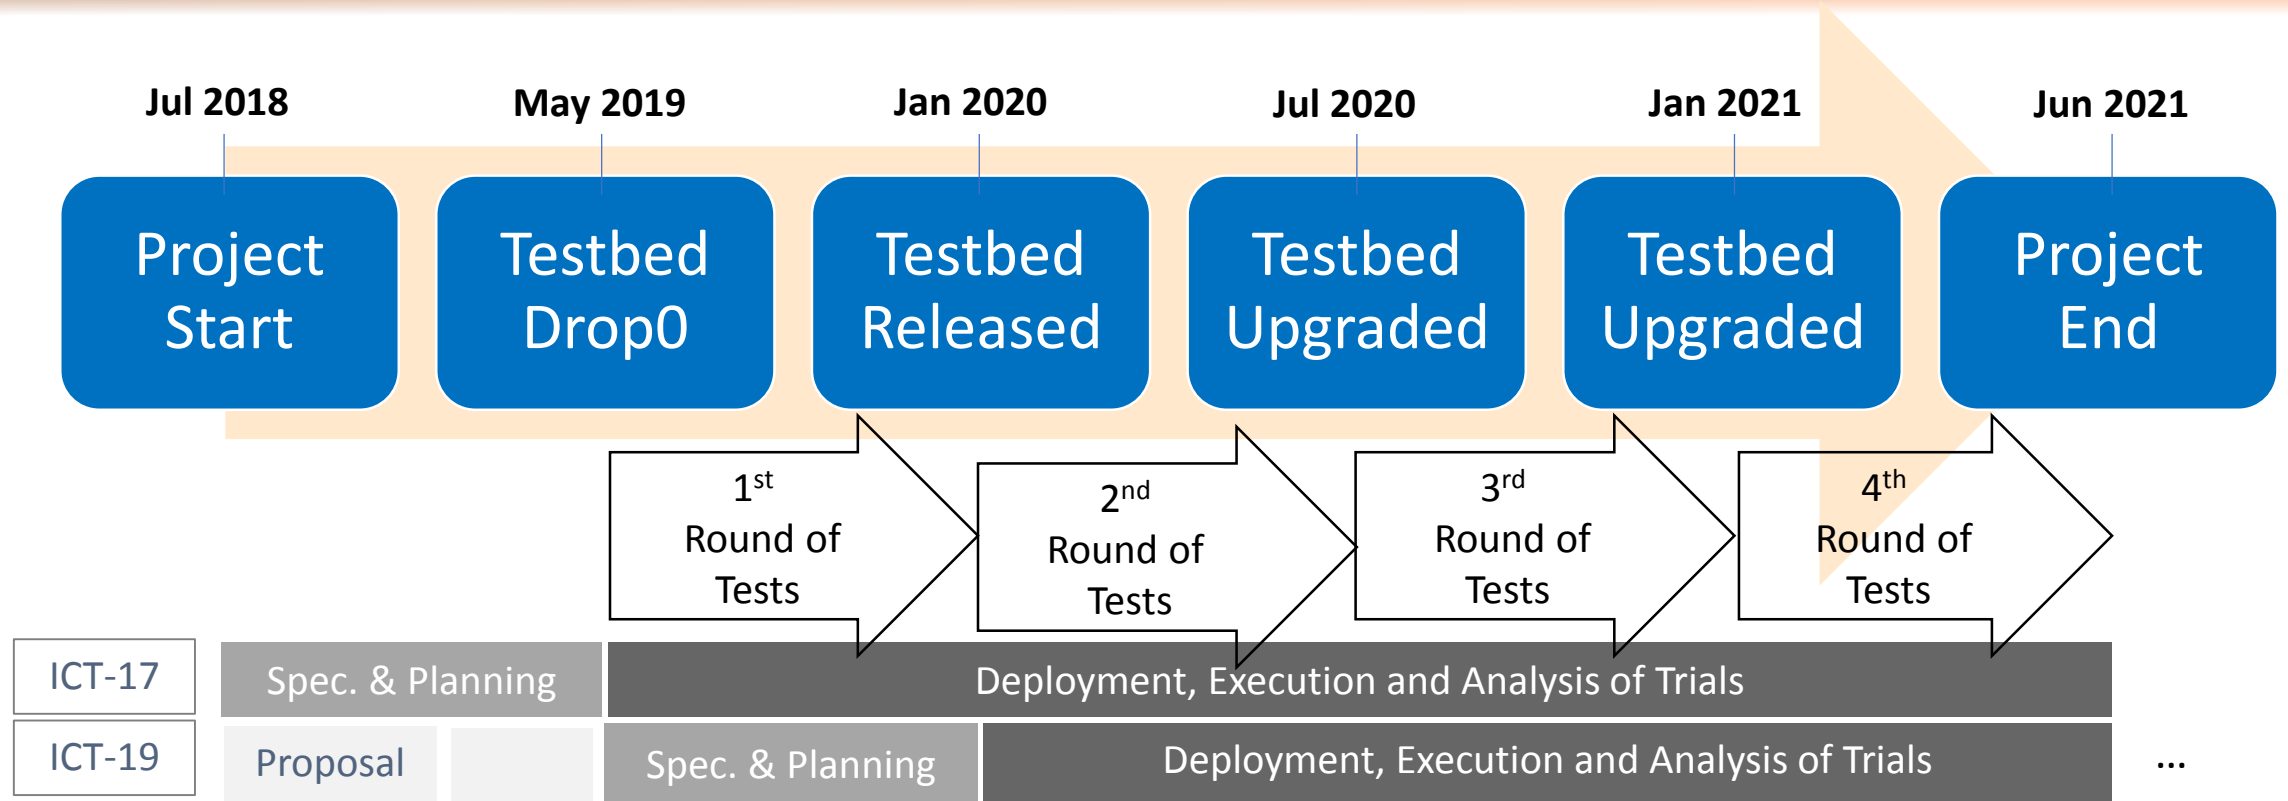 Jul 2018
May 2019
Jan 2020
Jul 2020
Jan 2021
Jun 2021
Project
Start
Testbed
Drop0
Testbed
Released
Testbed
Upgraded
Testbed
Upgraded
Project
End
1st
Round of
Tests
2nd
Round of
Tests
3rd
Round of
Tests
4th
Round of
Tests
ICT-17
Spec. & Planning
Deployment, Execution and Analysis of Trials
ICT-19
Proposal
Spec. & Planning
Deployment, Execution and Analysis of Trials
...